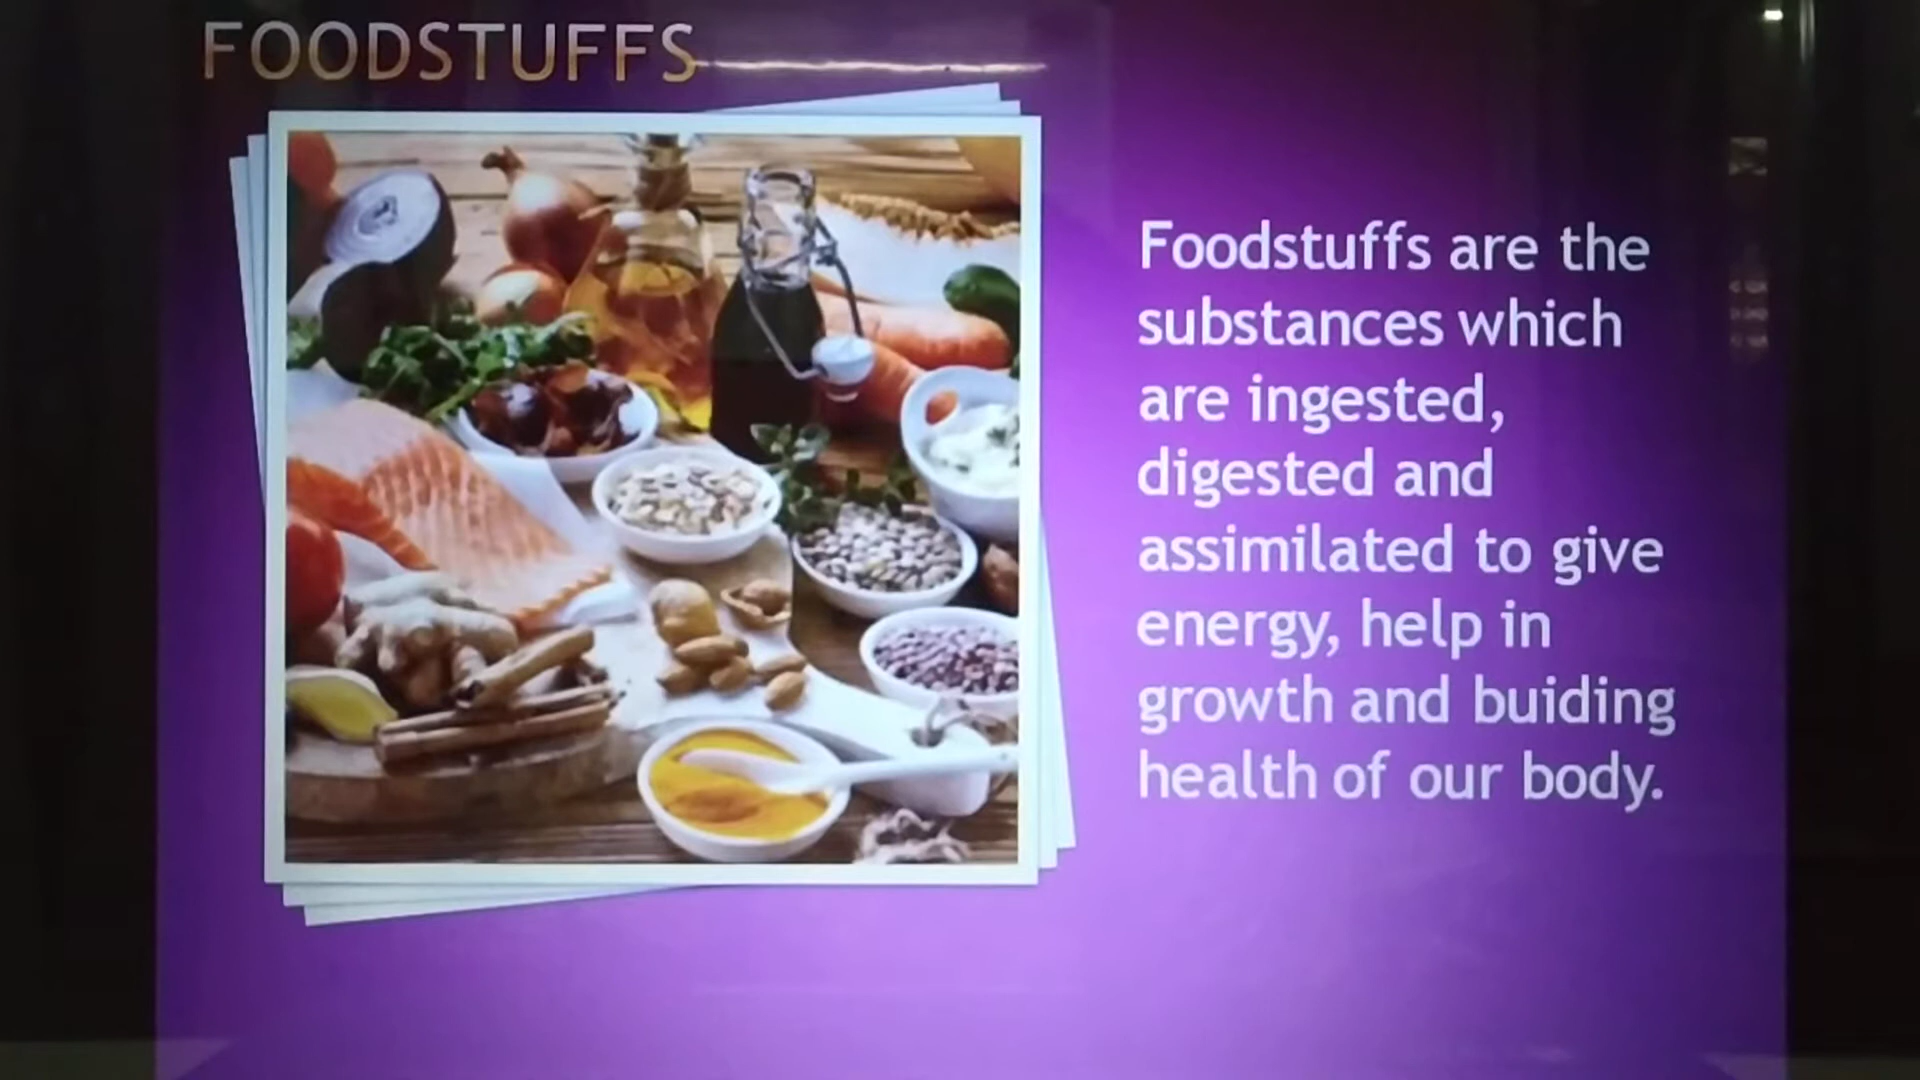 FOODSTUFFS
Foodstuffs are the
substances which
are ingested,
digested and
assimilated to give
energy, help in
growth and buiding
health of our body.